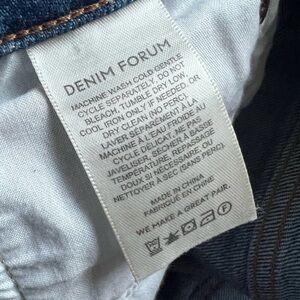 DENIM FORUM
MACHINE WASH COLD GENTLE
CYCLE SEPARATELY. DO NOT
BLEACH, TUMBLE DRY LOW.
COOL IRON ONLY IF NEEDED, OR
DRY CLEAN (NO PERC).
LAVER SÉPARÉMENT À LA
MACHINE À L'EAU FROIDE AU
CYCLE DÉLICAT, NE PAS
JAVELISER, SÉCHER À BASSE
TEMPÉRATURE, REPASSAGE
DOUX SI NÉCESSAIRE OU
NETTOYER À SEC (SANS PERC).
MADE IN CHINA
FABRIQUÉ EN CHINE
WE MAKE A GREAT PAIR.